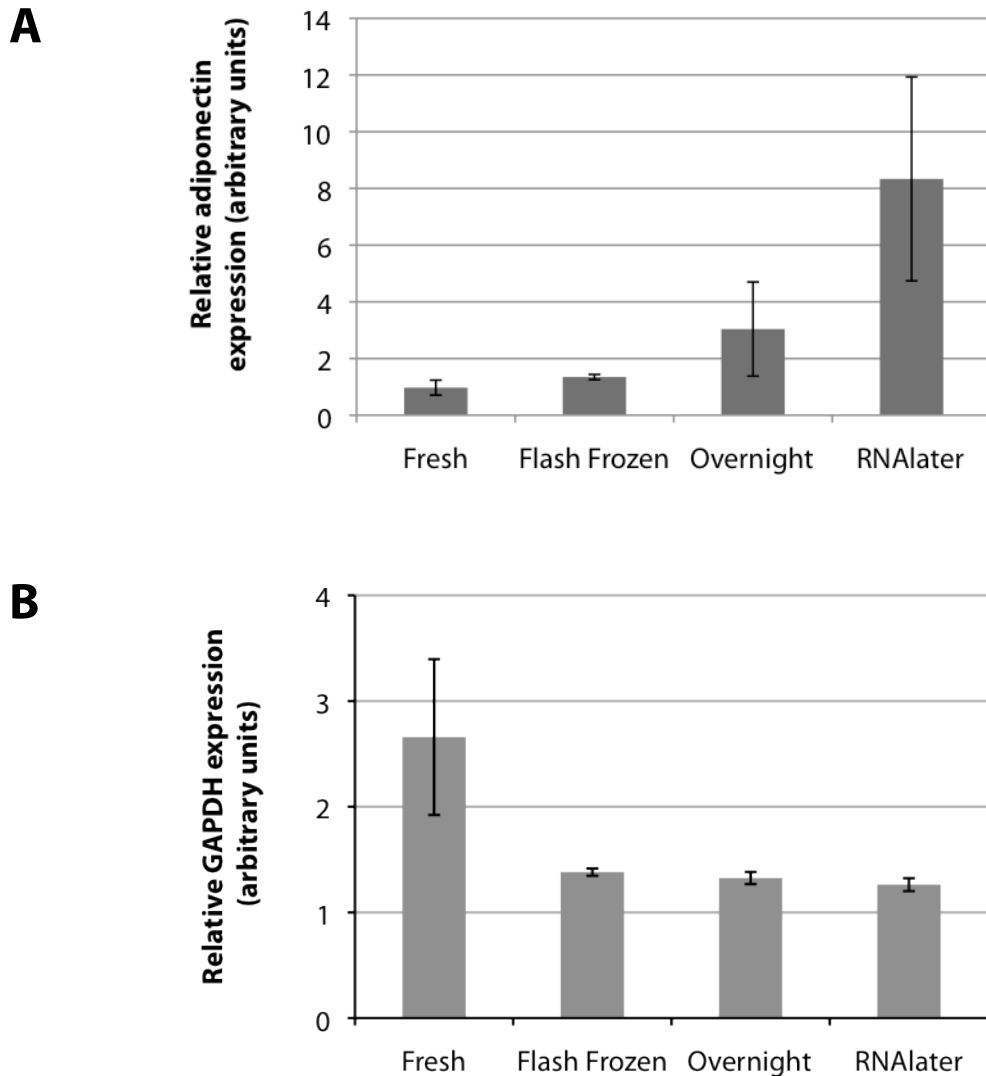 A
Relative adiponectin
expression (arbitrary units)
14
12
10
8
6
4
2
0
Fresh
Flash Frozen
Overnight
RNAlater
B
Relative GAPDH expression
(arbitrary units)
4
3
2
1
0
Fresh
Flash Frozen
Overnight
RNAlater